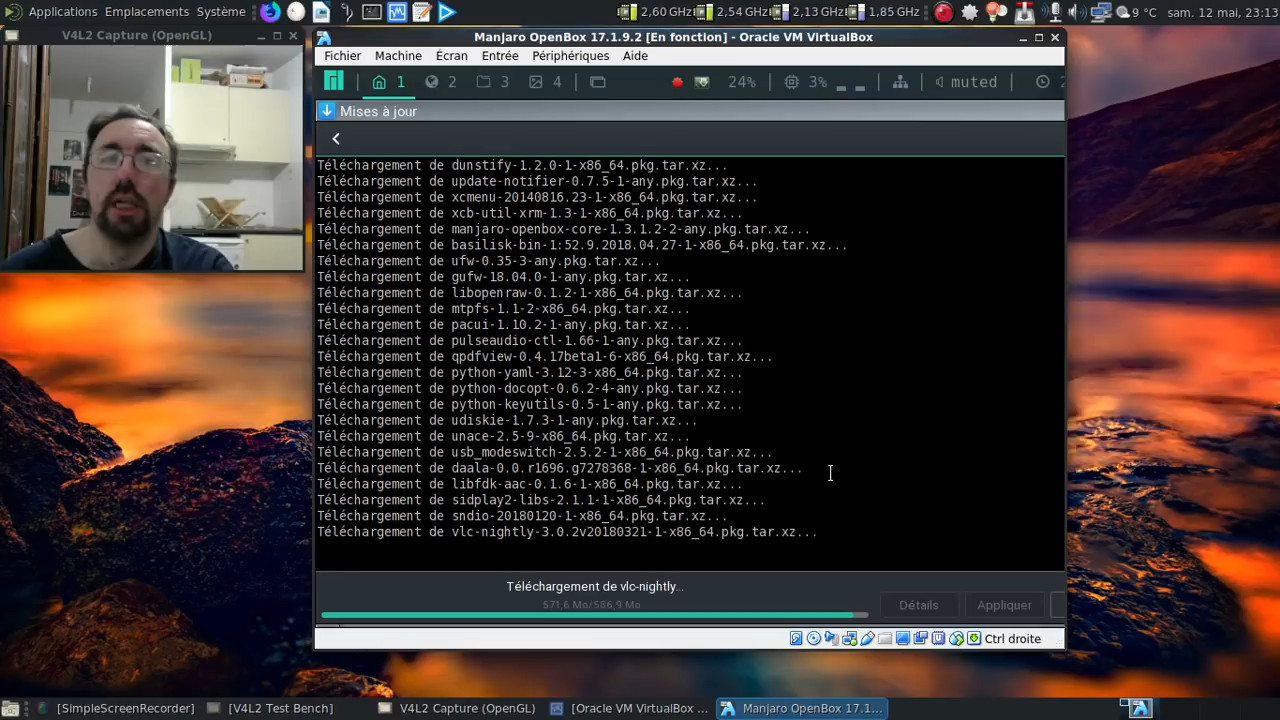 Applications Emplacements Système
2,60 GHz 2,54 GHz 2,13 GHz 1,85 GHz 9 °C sam. 12 mai, 23:13
V4L2 Capture (OpenGL)
Manjaro OpenBox 17.1.9.2 [En fonction] - Oracle VM VirtualBox
Fichier Machine Écran Entrée Périphériques Aide
1 2 3 4 24% 3% muted
Mises à jour
Téléchargement de dunstify-1.2.0-1-x86_64.pkg.tar.xz...
Téléchargement de update-notifier-0.7.5-1-any.pkg.tar.xz...
Téléchargement de xcmenu-20140816.23-1-x86_64.pkg.tar.xz...
Téléchargement de xcb-util-xrm-1.3-1-x86_64.pkg.tar.xz...
Téléchargement de manjaro-openbox-core-1.3.1.2-2-any.pkg.tar.xz...
Téléchargement de basilisk-bin-1:52.9.2018.04.27-1-x86_64.pkg.tar.xz...
Téléchargement de ufw-0.35-3-any.pkg.tar.xz...
Téléchargement de gufw-18.04.0-1-any.pkg.tar.xz...
Téléchargement de libopenraw-0.1.2-1-x86_64.pkg.tar.xz...
Téléchargement de mtpfs-1.1-2-x86_64.pkg.tar.xz...
Téléchargement de pacui-1.10.2-1-any.pkg.tar.xz...
Téléchargement de pulseaudio-ctl-1.66-1-any.pkg.tar.xz...
Téléchargement de qpdfview-0.4.17beta1-6-x86_64.pkg.tar.xz...
Téléchargement de python-yaml-3.12-3-x86_64.pkg.tar.xz...
Téléchargement de python-docopt-0.6.2-4-any.pkg.tar.xz...
Téléchargement de python-keyutils-0.5-1-any.pkg.tar.xz...
Téléchargement de udiskie-1.7.3-1-any.pkg.tar.xz...
Téléchargement de unace-2.5-9-x86_64.pkg.tar.xz...
Téléchargement de usb_modeswitch-2.5.2-1-x86_64.pkg.tar.xz...
Téléchargement de daala-0.0.r1696.g7278368-1-x86_64.pkg.tar.xz...
Téléchargement de libfdk-aac-0.1.6-1-x86_64.pkg.tar.xz...
Téléchargement de sidplay2-libs-2.1.1-1-x86_64.pkg.tar.xz...
Téléchargement de sndio-20180120-1-x86_64.pkg.tar.xz...
Téléchargement de vlc-nightly-3.0.2v20180321-1-x86_64.pkg.tar.xz...
Téléchargement de vlc-nightly...
571,6 Mo/586,9 Mo
Détails Appliquer
Ctrl droite
[SimpleScreenRecorder] [V4L2 Test Bench] V4L2 Capture (OpenGL) [Oracle VM VirtualBox ... Manjaro OpenBox 17.1...